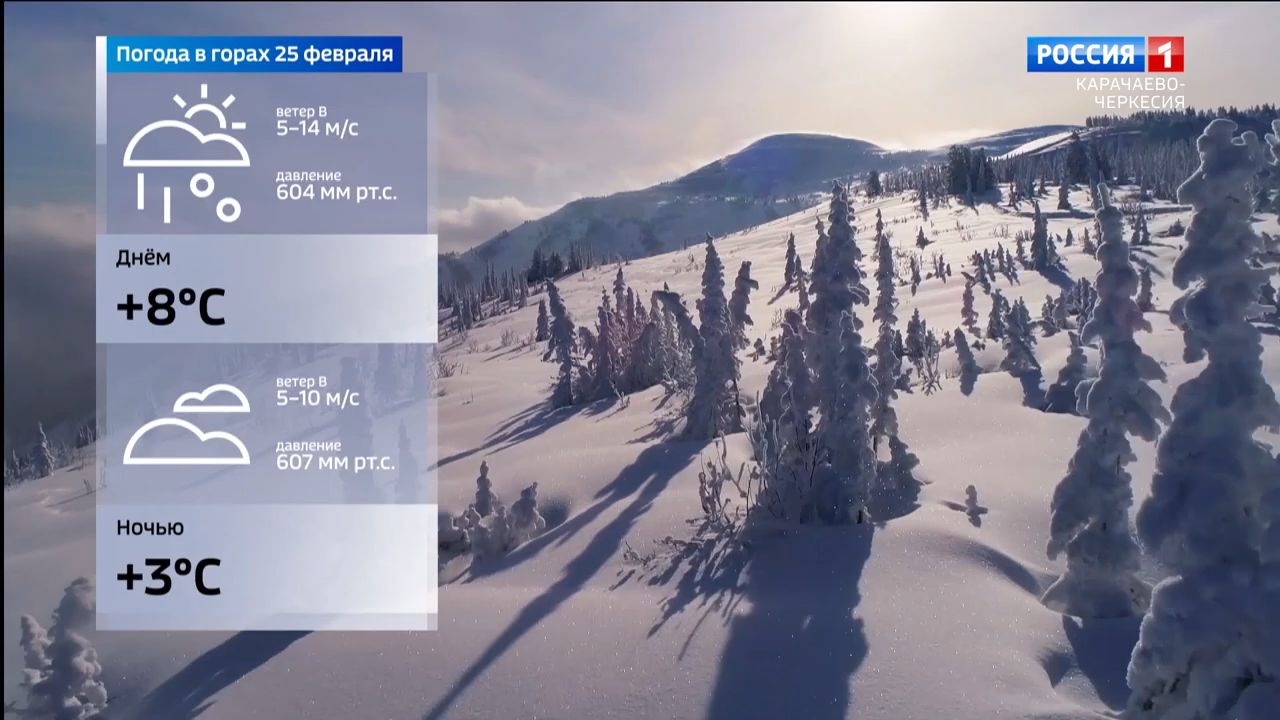 Погода в горах 25 февраля
РОССИЯ 1
КАРАЧАЕВО-
ЧЕРКЕСИЯ
ветер В
5–14 м/с
давление
604 мм рт.с.
Днём
+8°C
ветер В
5–10 м/с
давление
607 мм рт.с.
Ночью
+3°C